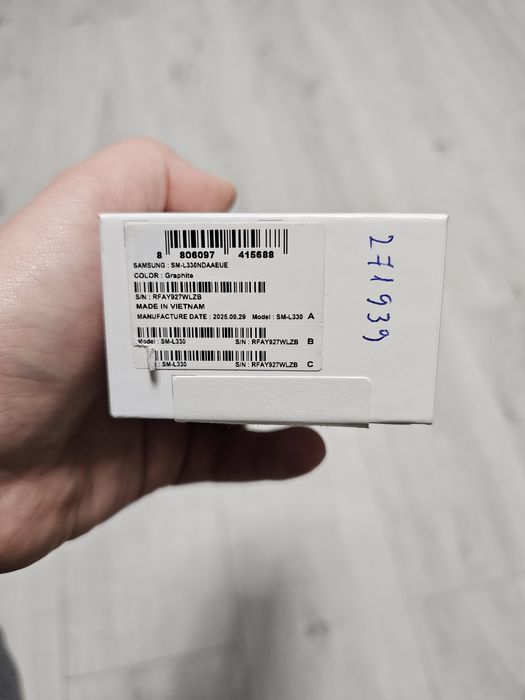 8 806097 415688
SAMSUNG : SM-L330NDAAEUE
COLOR : Graphite
S/N : RFAY927WLZB
MADE IN VIETNAM
MANUFACTURE DATE : 2025.09.29 Model : SM-L330 A
Model : SM-L330 S/N : RFAY927WLZB B
: SM-L330 S/N : RFAY927WLZB C
271939